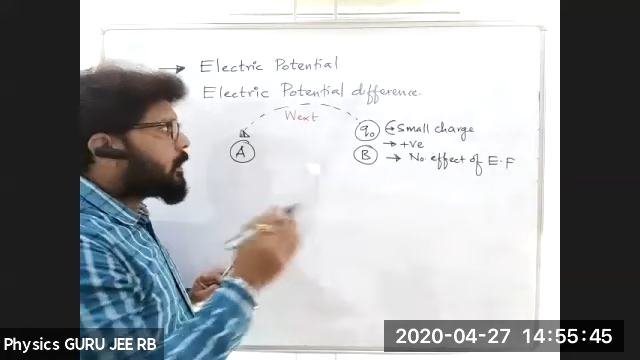 → Electric Potential
Electric Potential difference.
Wext
q₀ → Small charge
→ +ve
A
B → No effect of E.F
Physics GURU JEE RB
2020-04-27 14:55:45